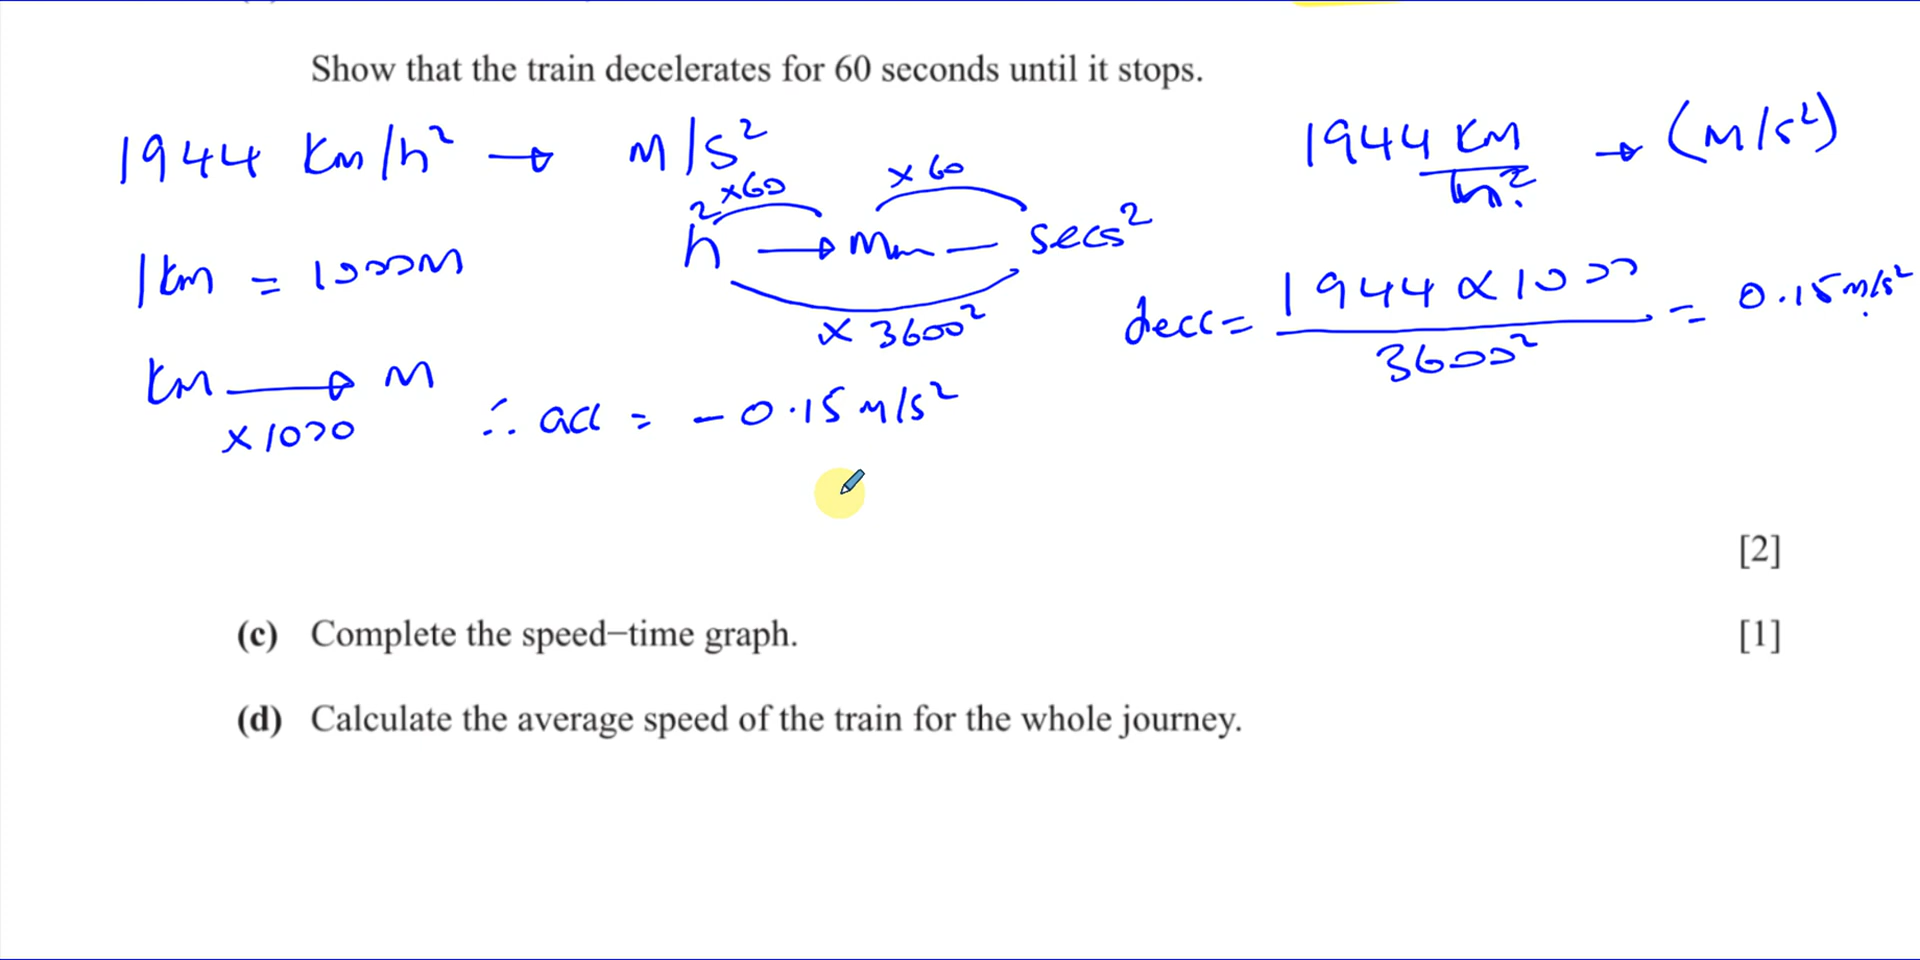 Show that the train decelerates for 60 seconds until it stops.
1944 km/h² → m/s²
1944 km/h² → (m/s²)
×60 ×60
h² → min — secs²
× 3600²
1km = 1000m
decc = 1944 × 1000 / 3600² = 0.15 m/s²
km → m
×1000
∴ acc = - 0.15 m/s²
[2]
(c) Complete the speed–time graph. [1]
(d) Calculate the average speed of the train for the whole journey.